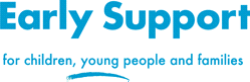 Early Support
for children, young people and families